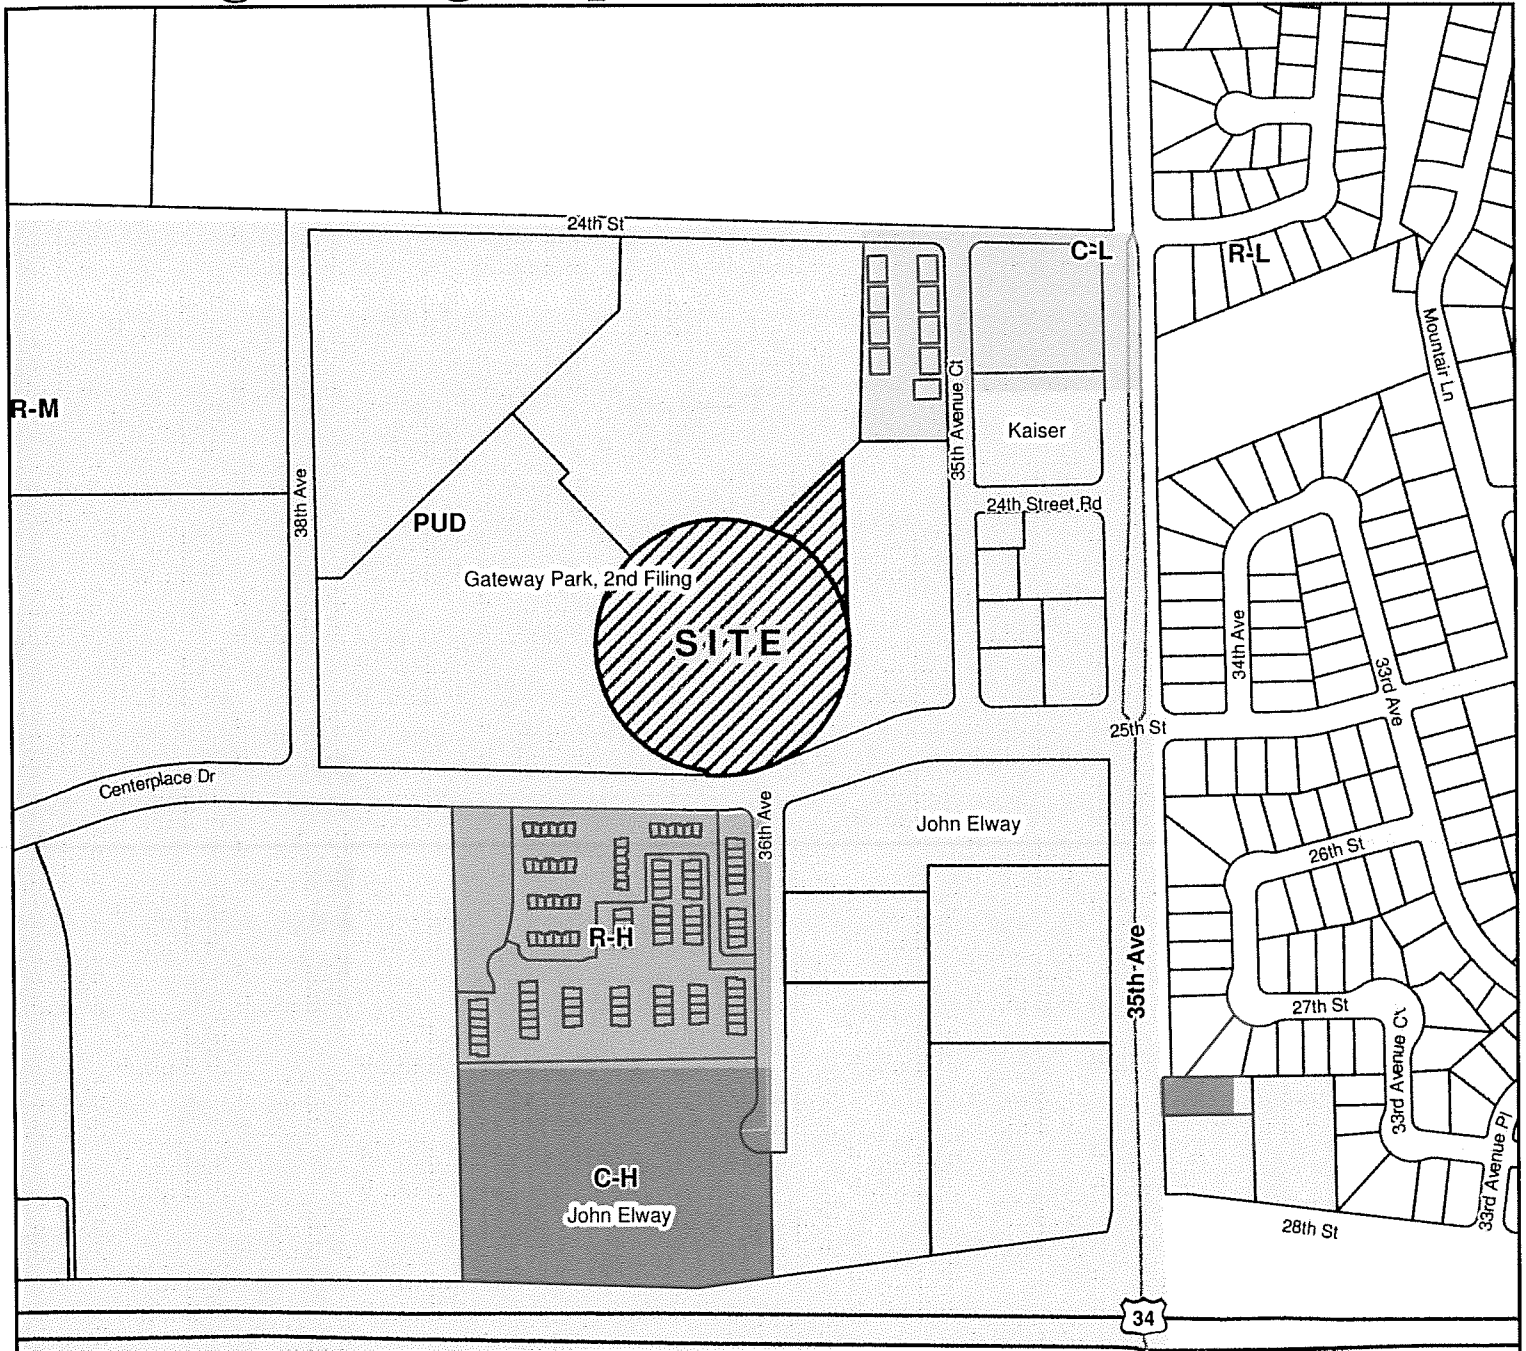 24th St
C-L
R-L
Mountair Ln
R-M
35th Avenue Ct
Kaiser
38th Ave
24th Street Rd
PUD
Gateway Park, 2nd Filing
SITE
34th Ave
33rd Ave
25th St
Centerplace Dr
36th Ave
John Elway
26th St
R-H
35th Ave
27th St
33rd Avenue Ct
33rd Avenue Pl
C-H
John Elway
28th St
34